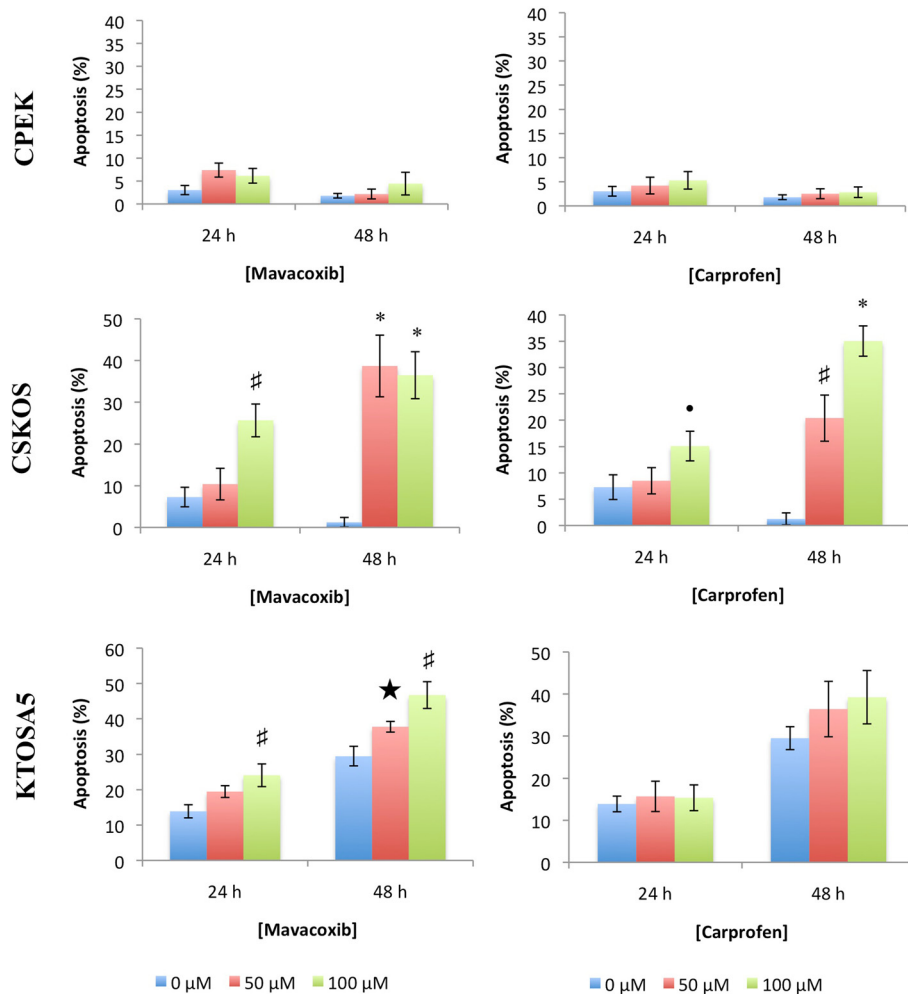 CPEK
Apoptosis (%)
40
35
30
25
20
15
10
5
0
24 h 48 h
[Mavacoxib]
Apoptosis (%)
40
35
30
25
20
15
10
5
0
24 h 48 h
[Carprofen]
CSKOS
Apoptosis (%)
50
40
30
20
10
0
♯ * *
24 h 48 h
[Mavacoxib]
Apoptosis (%)
40
35
30
25
20
15
10
5
0
• ♯ *
24 h 48 h
[Carprofen]
KTOSA5
Apoptosis (%)
60
50
40
30
20
10
0
♯ ★ ♯
24 h 48 h
[Mavacoxib]
Apoptosis (%)
50
40
30
20
10
0
24 h 48 h
[Carprofen]
0 µM 50 µM 100 µM
0 µM 50 µM 100 µM